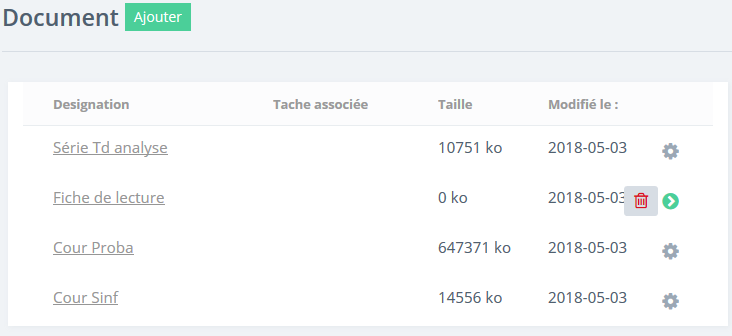 Document Ajouter
Designation Tache associée Taille Modifié le :
Série Td analyse 10751 ko 2018-05-03
Fiche de lecture 0 ko 2018-05-03
Cour Proba 647371 ko 2018-05-03
Cour Sinf 14556 ko 2018-05-03